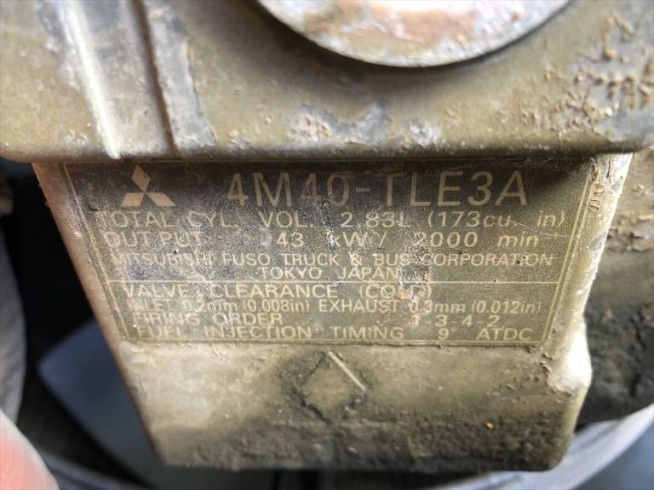 4M40-TLE3A
TOTAL CYL. VOL. 2.83L (173cu. in)
OUT PUT 43 kW/ 2000 min
MITSUBISHI FUSO TRUCK & BUS CORPORATION
TOKYO JAPAN
VALVE CLEARANCE (COLD)
INLET 0.2mm (0.008in) EXHAUST 0.3mm (0.012in)
FIRING ORDER 1-3-4-2
FUEL INJECTION TIMING 9° ATDC